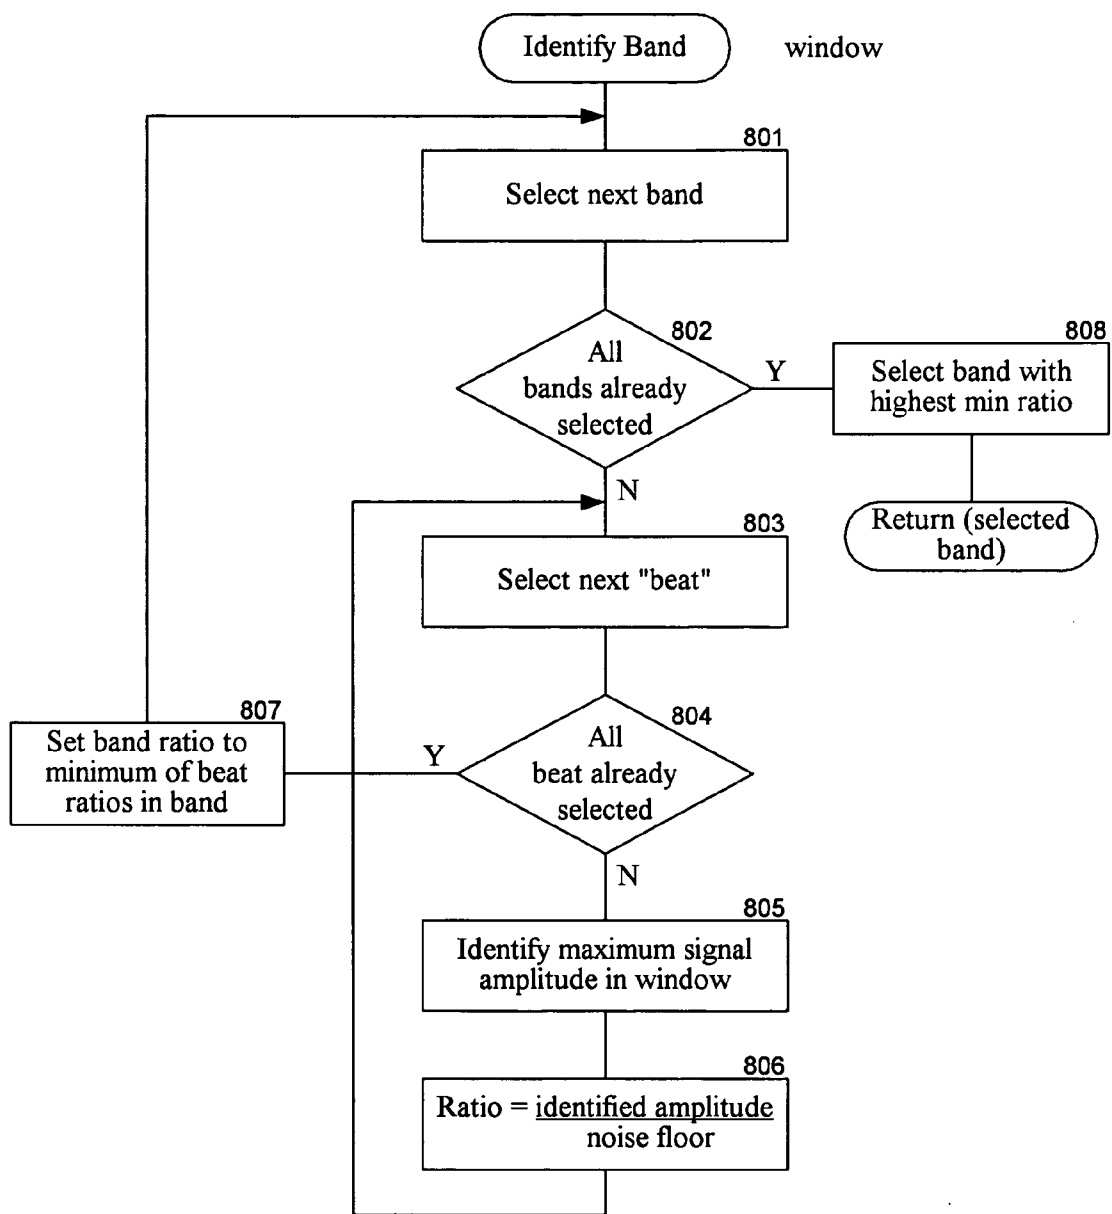 Identify Band
window
801
Select next band
802
All
bands already
selected
Y
808
Select band with
highest min ratio
N
Return (selected
band)
803
Select next "beat"
807
Set band ratio to
minimum of beat
ratios in band
Y
804
All
beat already
selected
N
805
Identify maximum signal
amplitude in window
806
Ratio = identified amplitude
noise floor